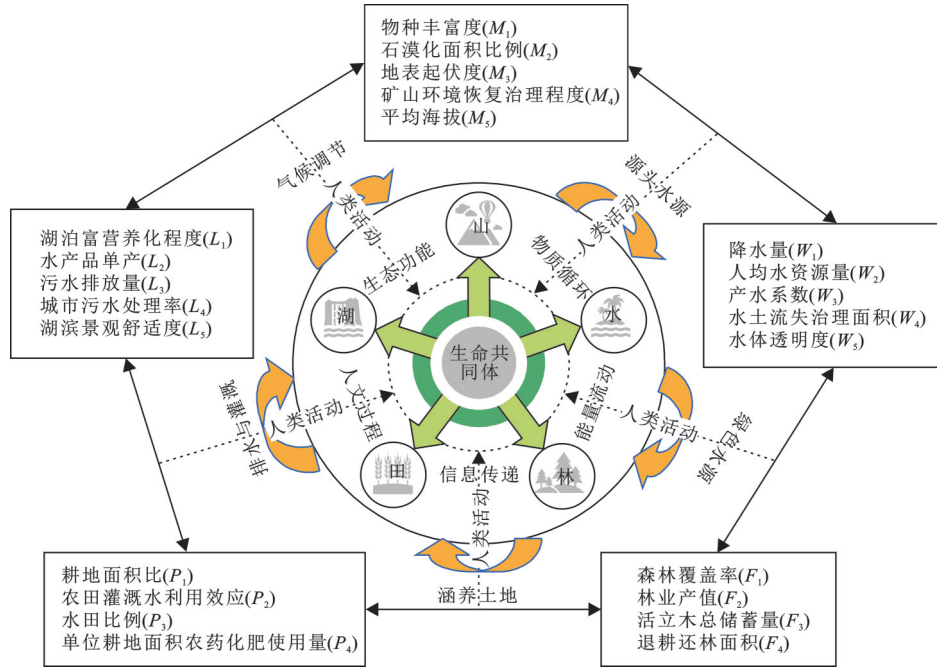 物种丰富度(M₁)
石漠化面积比例(M₂)
地表起伏度(M₃)
矿山环境恢复治理程度(M₄)
平均海拔(M₅)
气候调节
人类活动
源头水源
人类活动
湖泊富营养化程度(L₁)
水产品单产(L₂)
污水排放量(L₃)
城市污水处理率(L₄)
湖滨景观舒适度(L₅)
降水量(W₁)
人均水资源量(W₂)
产水系数(W₃)
水土流失治理面积(W₄)
水体透明度(W₅)
山
生态功能
物质循环
湖
水
生命共
同体
人文过程
能量流动
排水与灌溉
人类活动
人类活动
绿色水源
田
信息传递
林
人类活动
涵养土地
耕地面积比(P₁)
农田灌溉水利用效应(P₂)
水田比例(P₃)
单位耕地面积农药化肥使用量(P₄)
森林覆盖率(F₁)
林业产值(F₂)
活立木总储蓄量(F₃)
退耕还林面积(F₄)